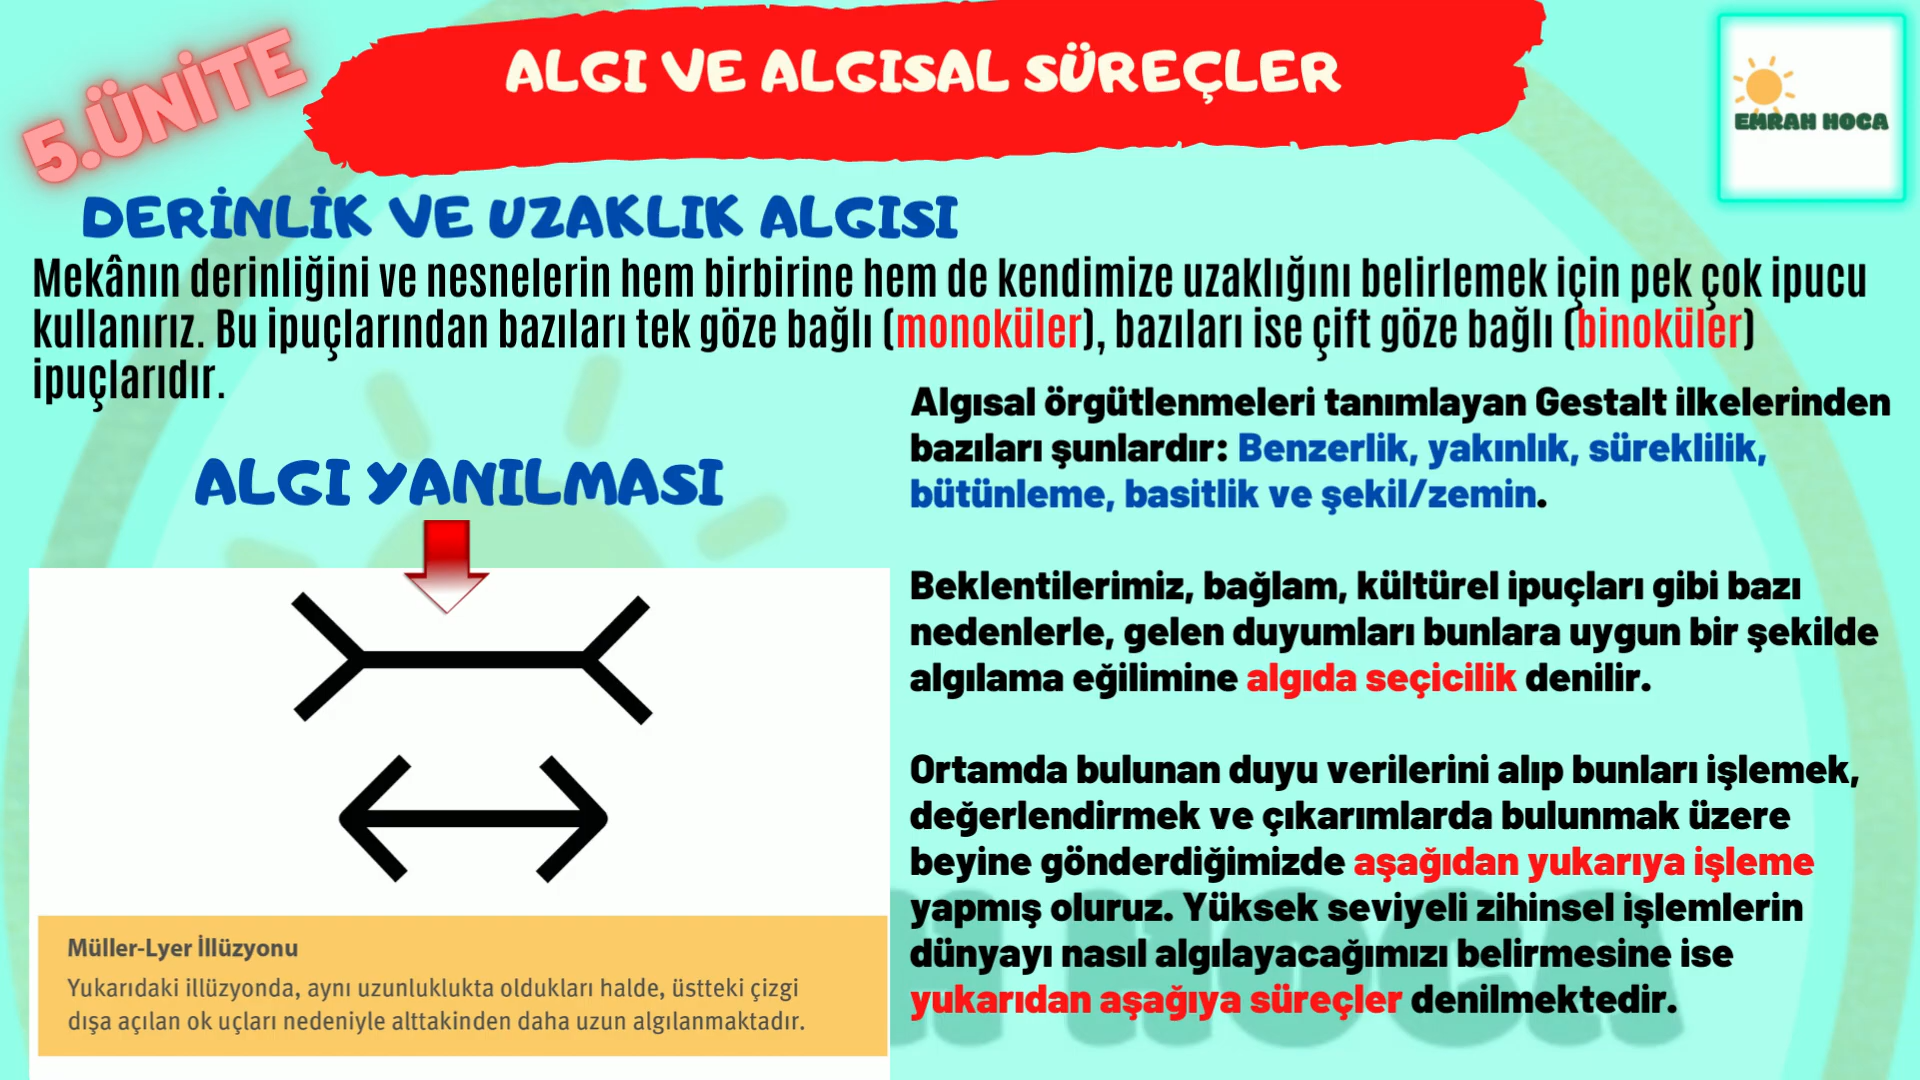 5.ÜNİTE
ALGI VE ALGISAL SÜREÇLER
EMRAH HOCA
DERİNLİK VE UZAKLIK ALGISI
Mekânın derinliğini ve nesnelerin hem birbirine hem de kendimize uzaklığını belirlemek için pek çok ipucu
kullanırız. Bu ipuçlarından bazıları tek göze bağlı (monoküler), bazıları ise çift göze bağlı (binoküler)
ipuçlarıdır.
ALGI YANILMASI
Müller-Lyer İllüzyonu
Yukarıdaki illüzyonda, aynı uzunluklukta oldukları halde, üstteki çizgi
dışa açılan ok uçları nedeniyle alttakinden daha uzun algılanmaktadır.
Algısal örgütlenmeleri tanımlayan Gestalt ilkelerinden
bazıları şunlardır: Benzerlik, yakınlık, süreklilik,
bütünleme, basitlik ve şekil/zemin.
Beklentilerimiz, bağlam, kültürel ipuçları gibi bazı
nedenlerle, gelen duyumları bunlara uygun bir şekilde
algılama eğilimine algıda seçicilik denilir.
Ortamda bulunan duyu verilerini alıp bunları işlemek,
değerlendirmek ve çıkarımlarda bulunmak üzere
beyine gönderdiğimizde aşağıdan yukarıya işleme
yapmış oluruz. Yüksek seviyeli zihinsel işlemlerin
dünyayı nasıl algılayacağımızı belirmesine ise
yukarıdan aşağıya süreçler denilmektedir.